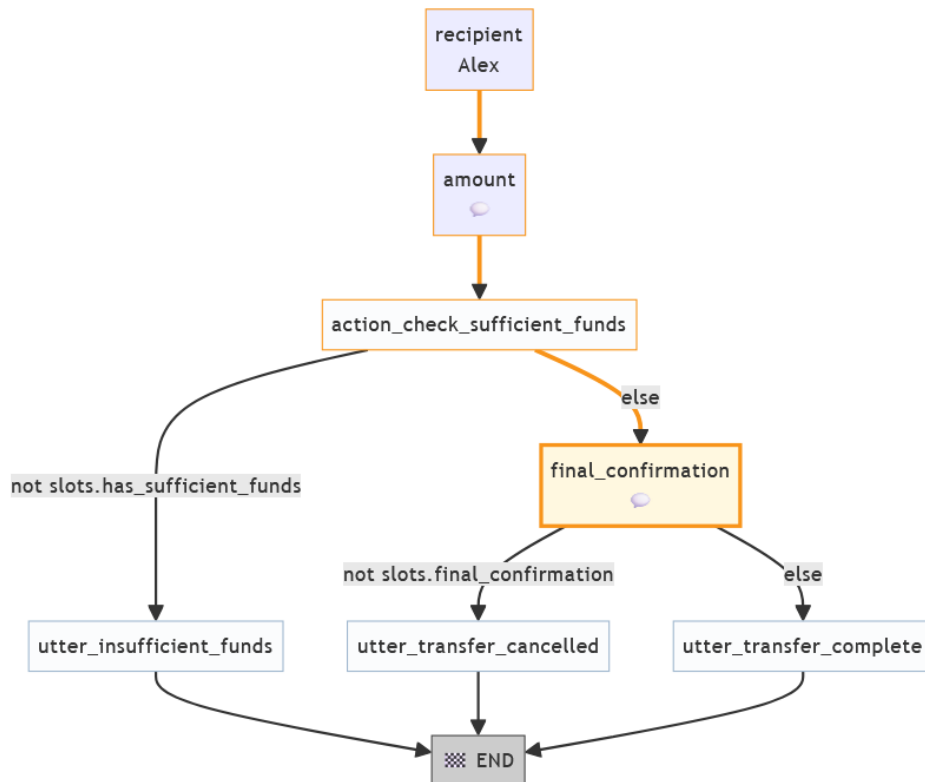 recipient
Alex
amount
action_check_sufficient_funds
else
not slots.has_sufficient_funds
final_confirmation
not slots.final_confirmation
else
utter_insufficient_funds
utter_transfer_cancelled
utter_transfer_complete
END